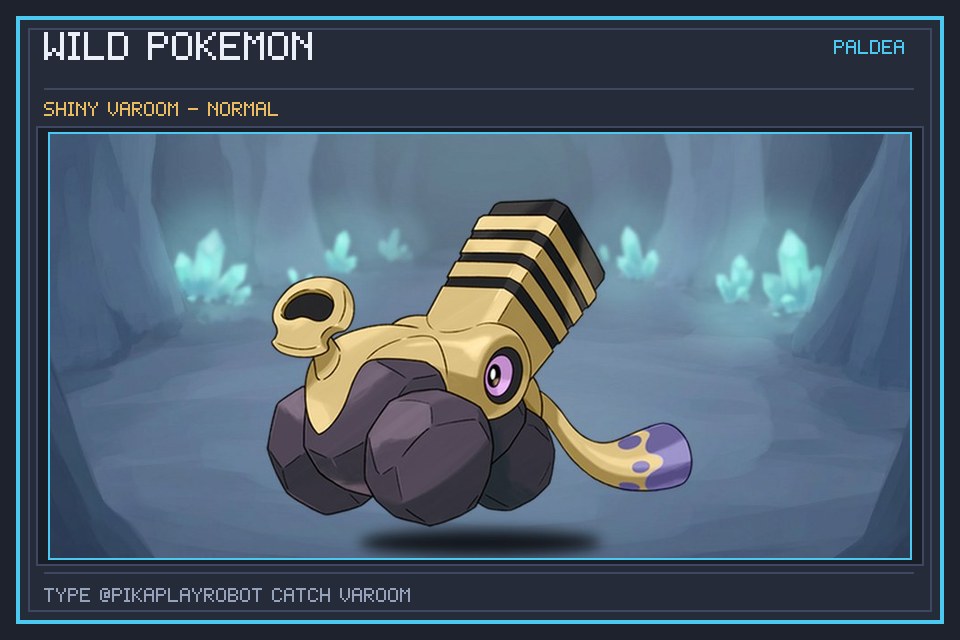 WILD POKEMON
PALDEA
SHINY VAROOM - NORMAL
TYPE @PIKAPLAYROBOT CATCH VAROOM